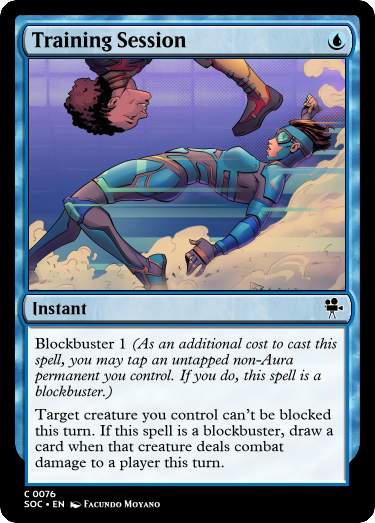 Training Session
Instant
Blockbuster 1 (As an additional cost to cast this
spell, you may tap an untapped non-Aura
permanent you control. If you do, this spell is a
blockbuster.)
Target creature you control can't be blocked
this turn. If this spell is a blockbuster, draw a
card when that creature deals combat
damage to a player this turn.
C 0076
SOC • EN Facundo Moyano